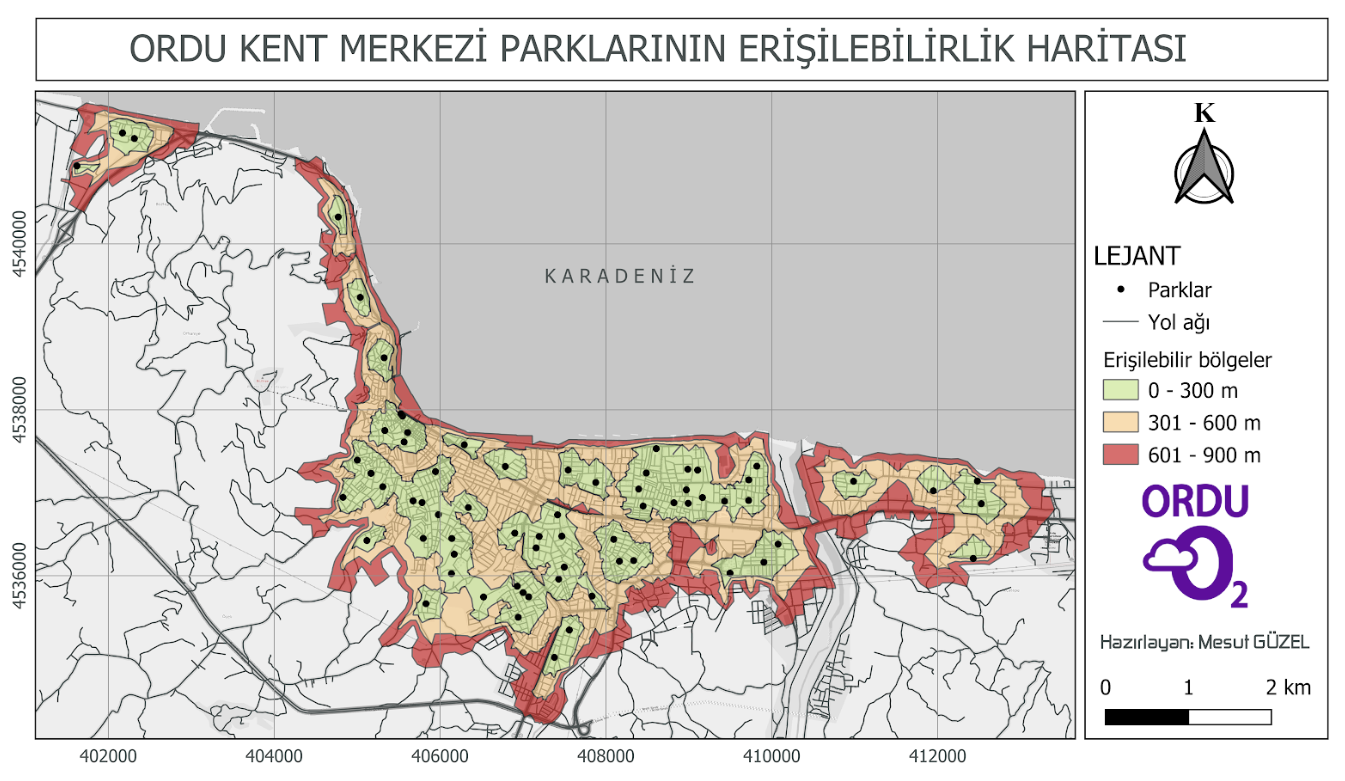 ORDU KENT MERKEZİ PARKLARININ ERİŞİLEBİLİRLİK HARİTASI
K
KARADENİZ
LEJANT
Parklar
Yol ağı
Erişilebilir bölgeler
0 - 300 m
301 - 600 m
601 - 900 m
ORDU
O2
Hazırlayan: Mesut GÜZEL
0 1 2 km
4540000
4538000
4536000
402000 404000 406000 408000 410000 412000